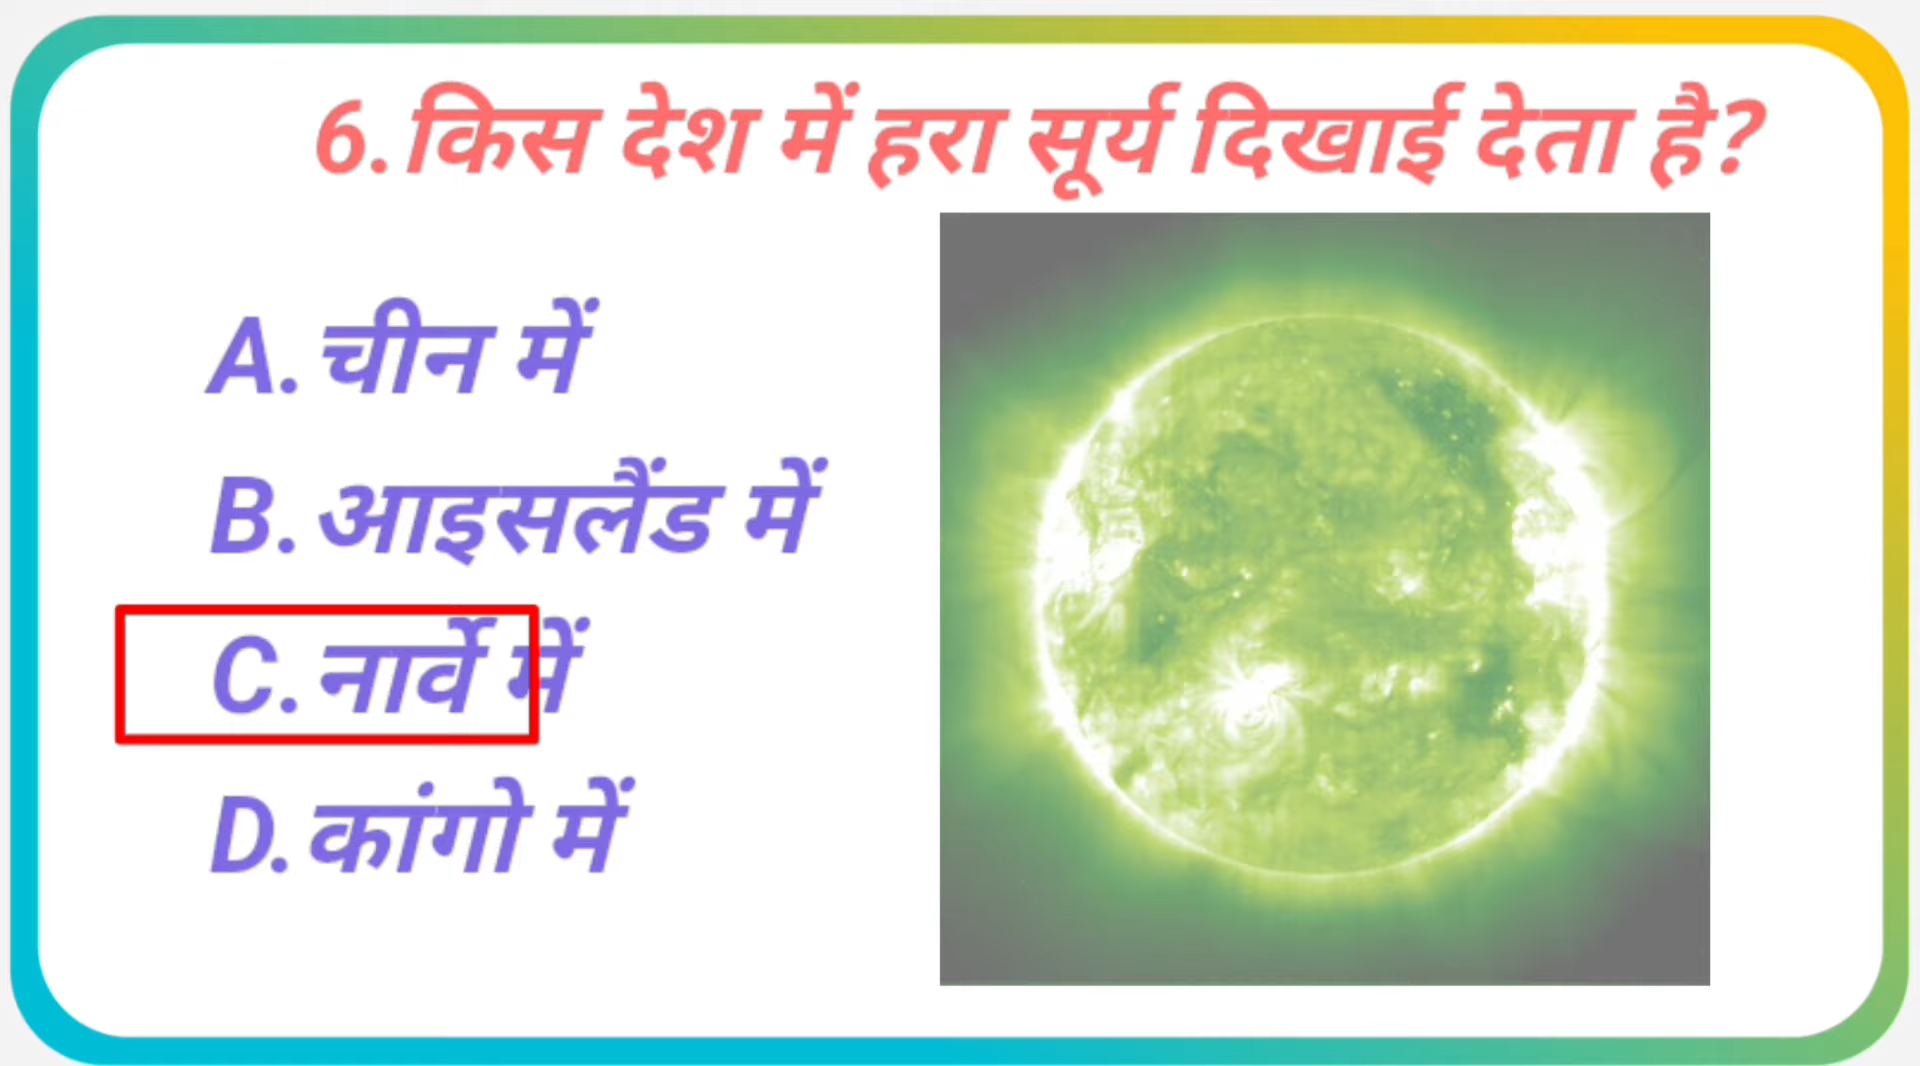 6.किस देश में हरा सूर्य दिखाई देता है?
A.चीन में
B.आइसलैंड में
C.नार्वे में
D.कांगो में